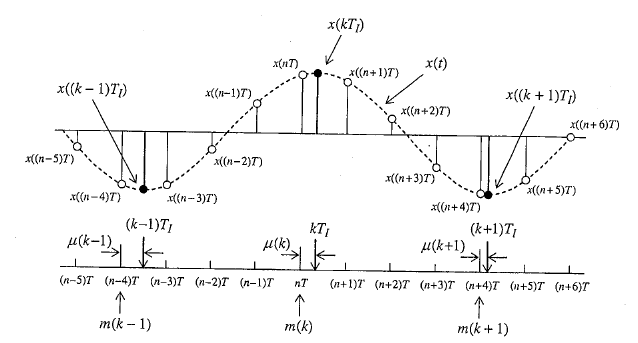 x(kT_I)
x(nT)
x((n+1)T)
x(t)
x((k−1)T_I)
x((n−1)T)
x((k+1)T_I)
x((n+2)T)
x((n+6)T)
x((n−5)T)
x((n−2)T)
x((n+3)T)
x((n−4)T)
x((n−3)T)
x((n+4)T)
x((n+5)T)
(k−1)T_I
kT_I
(k+1)T_I
μ(k−1)
μ(k)
μ(k+1)
(n−5)T (n−4)T (n−3)T (n−2)T (n−1)T nT (n+1)T (n+2)T (n+3)T (n+4)T (n+5)T (n+6)T
m(k − 1)
m(k)
m(k + 1)